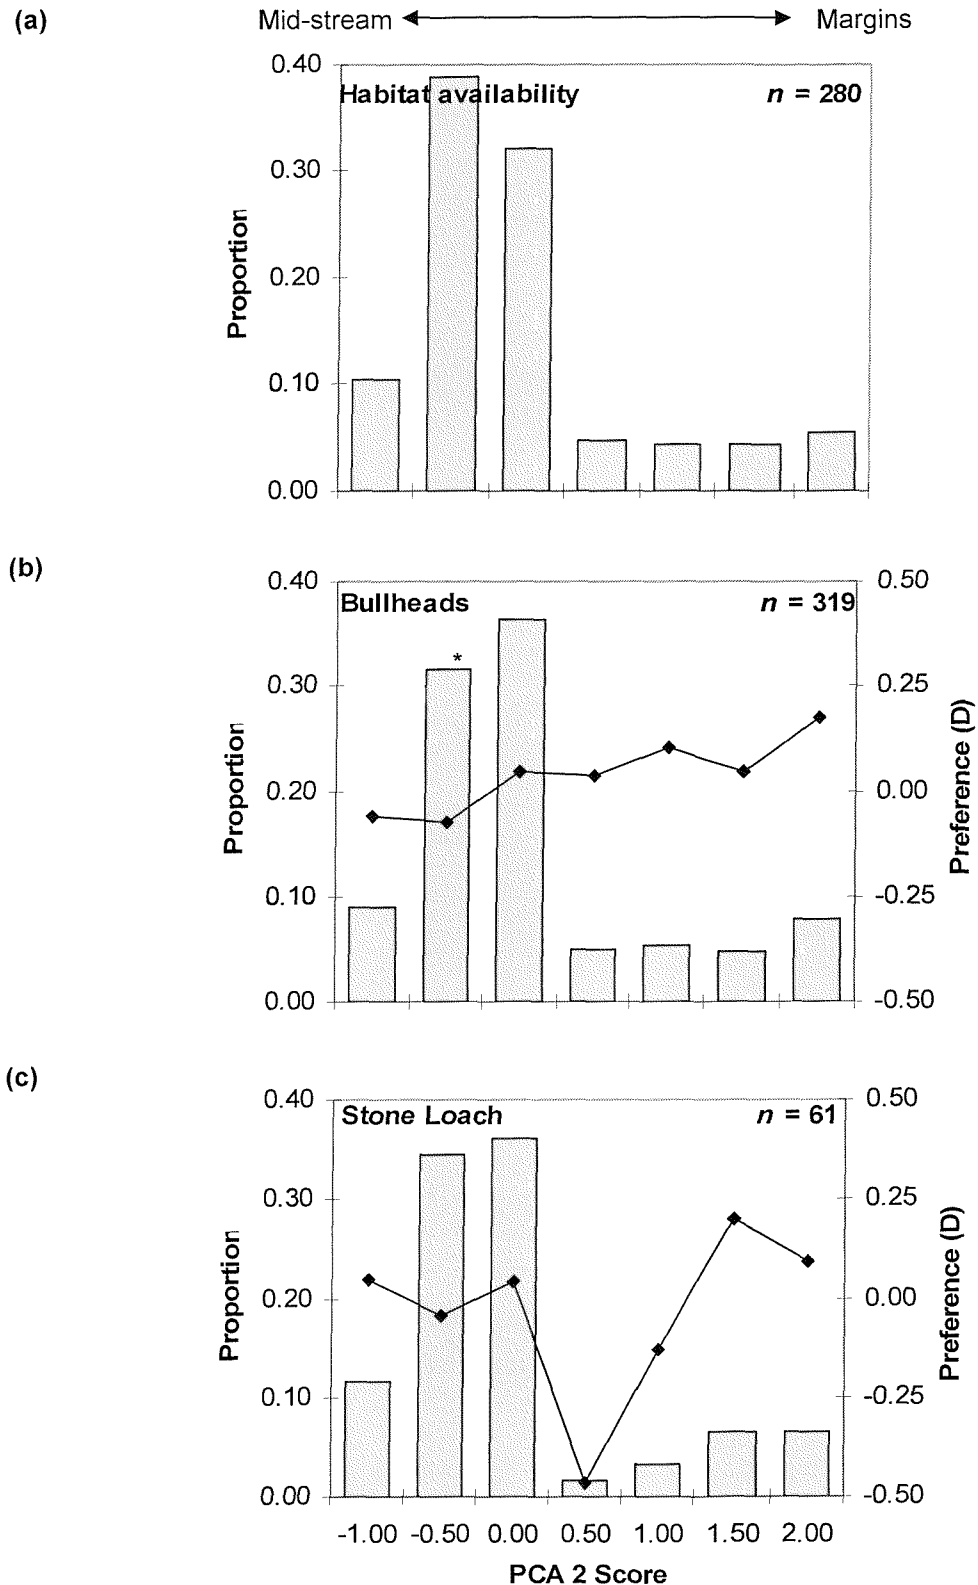 (a)
Mid-stream Margins
0.40
Habitat availability n = 280
0.30
0.20
0.10
0.00
Proportion
(b)
0.40 0.50
Bullheads n = 319
*
0.30 0.25
0.20 0.00
0.10 -0.25
0.00 -0.50
Proportion
Preference (D)
(c)
0.40 0.50
Stone Loach n = 61
0.30 0.25
0.20 0.00
0.10 -0.25
0.00 -0.50
Proportion
Preference (D)
-1.00 -0.50 0.00 0.50 1.00 1.50 2.00
PCA 2 Score